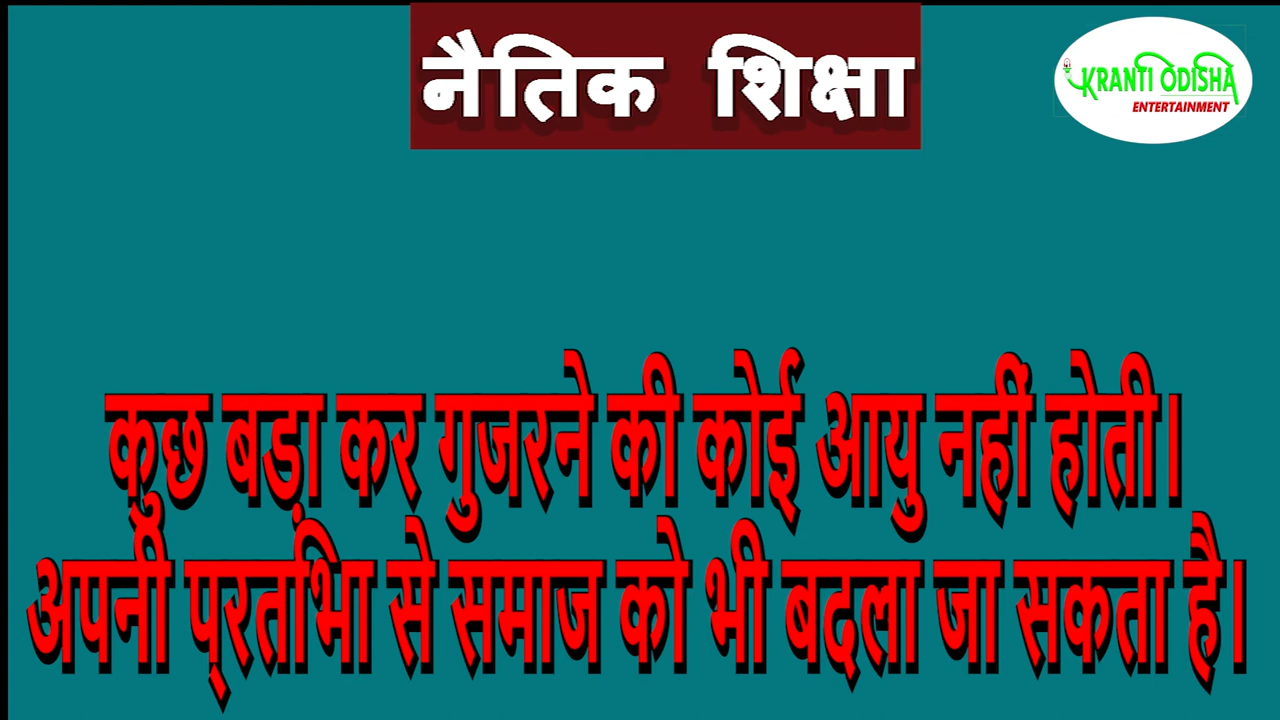 नैतिक शिक्षा
KRANTI ODISHA
ENTERTAINMENT
कुछ बड़ा कर गुजरने की कोई आयु नहीं होती।
अपनी प्रतिभा से समाज को भी बदला जा सकता है।